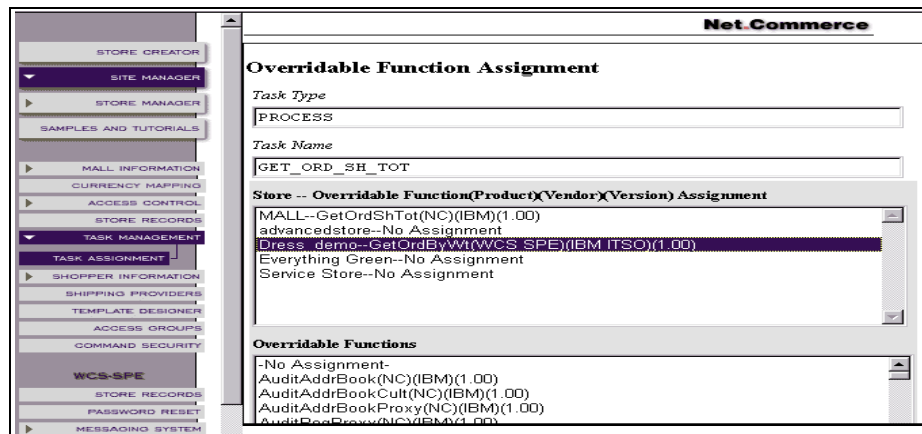 Net.Commerce
STORE CREATOR
SITE MANAGER
STORE MANAGER
SAMPLES AND TUTORIALS
MALL INFORMATION
CURRENCY MAPPING
ACCESS CONTROL
STORE RECORDS
TASK MANAGEMENT
TASK ASSIGNMENT
SHOPPER INFORMATION
SHIPPING PROVIDERS
TEMPLATE DESIGNER
ACCESS GROUPS
COMMAND SECURITY
WCS-SPE
STORE RECORDS
PASSWORD RESET
MESSAGING SYSTEM
Overridable Function Assignment
Task Type
PROCESS
Task Name
GET_ORD_SH_TOT
Store -- Overridable Function(Product)(Vendor)(Version) Assignment
MALL--GetOrdShTot(NC)(IBM)(1.00)
advancedstore--No Assignment
Dress_demo--GetOrdByWt(WCS SPE)(IBM ITSO)(1.00)
Everything Green--No Assignment
Service Store--No Assignment
Overridable Functions
-No Assignment-
AuditAddrBook(NC)(IBM)(1.00)
AuditAddrBookCult(NC)(IBM)(1.00)
AuditAddrBookProxy(NC)(IBM)(1.00)
AuditRegProxy(NC)(IBM)(1.00)